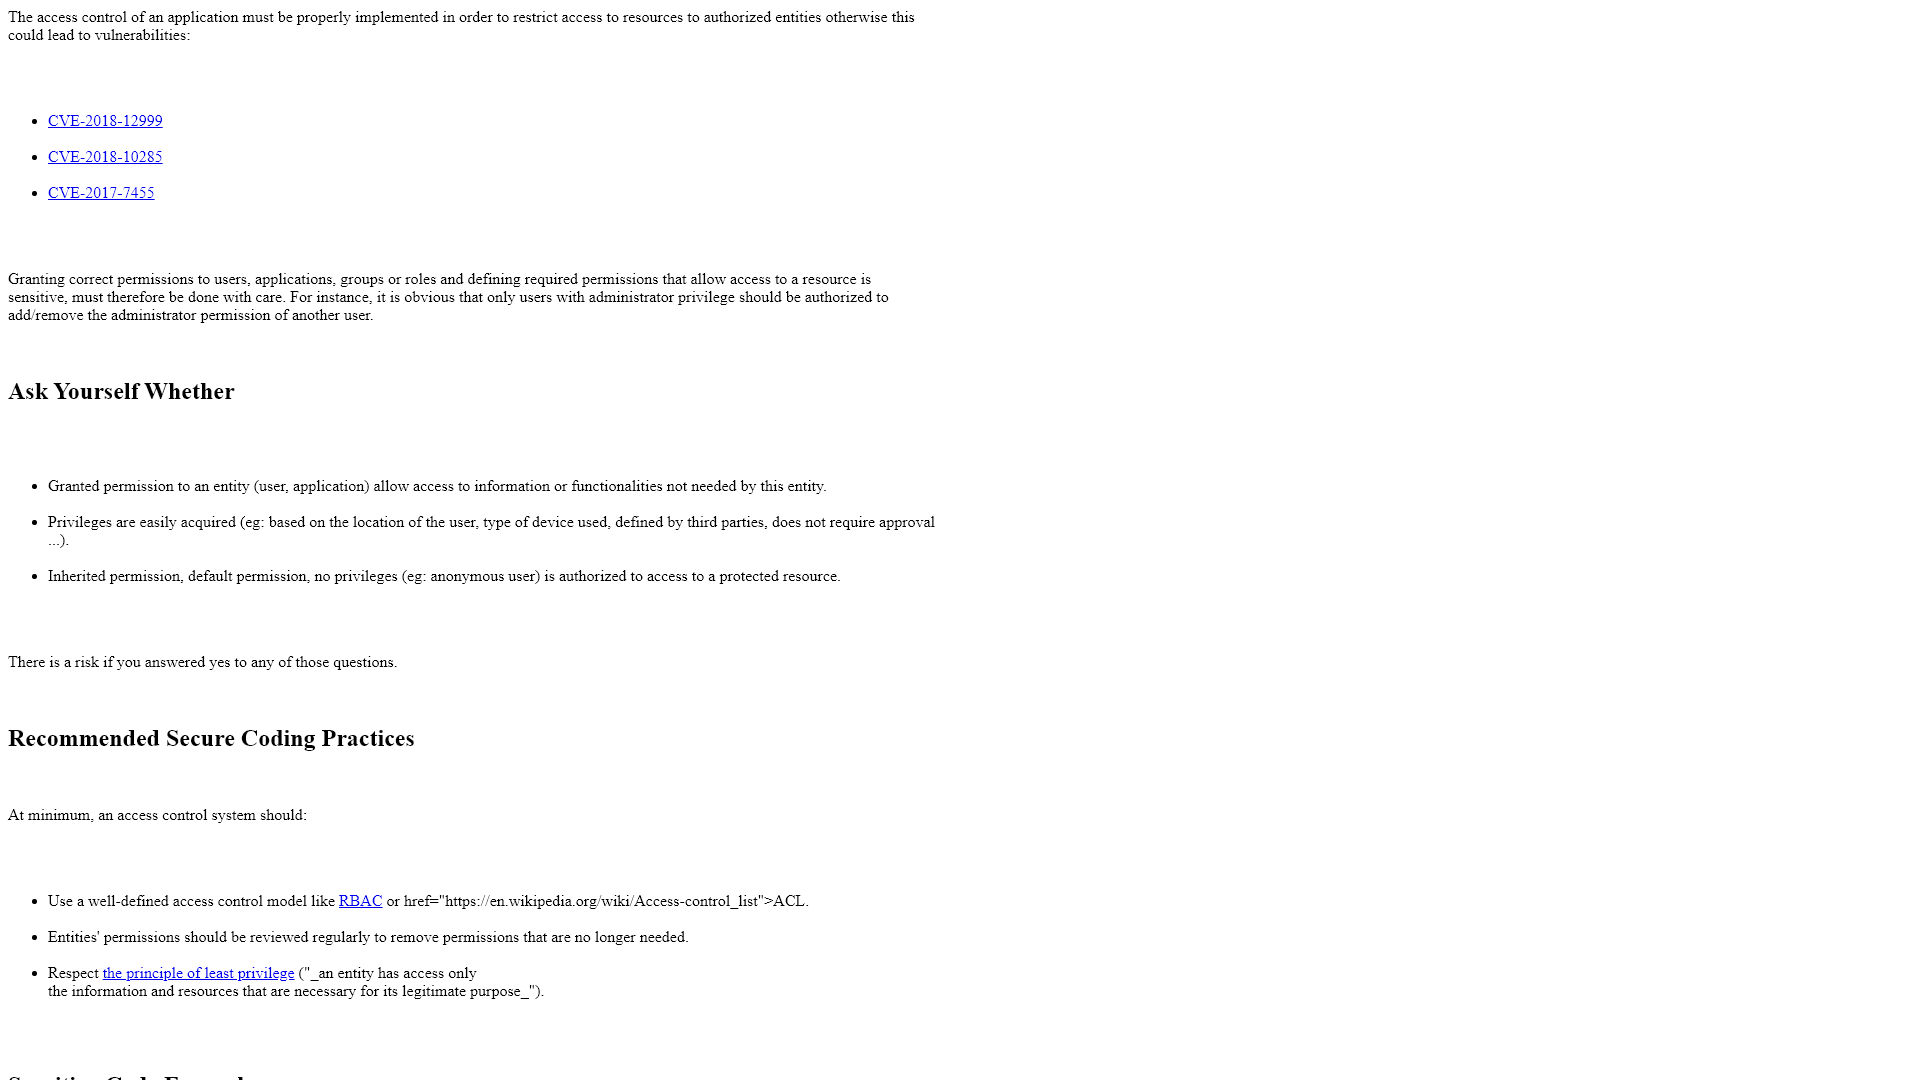 The access control of an application must be properly implemented in order to restrict access to resources to authorized entities otherwise this
could lead to vulnerabilities:
CVE-2018-12999
CVE-2018-10285
CVE-2017-7455
Granting correct permissions to users, applications, groups or roles and defining required permissions that allow access to a resource is
sensitive, must therefore be done with care. For instance, it is obvious that only users with administrator privilege should be authorized to
add/remove the administrator permission of another user.
Ask Yourself Whether
Granted permission to an entity (user, application) allow access to information or functionalities not needed by this entity.
Privileges are easily acquired (eg: based on the location of the user, type of device used, defined by third parties, does not require approval
...).
Inherited permission, default permission, no privileges (eg: anonymous user) is authorized to access to a protected resource.
There is a risk if you answered yes to any of those questions.
Recommended Secure Coding Practices
At minimum, an access control system should:
Use a well-defined access control model like RBAC or href="https://en.wikipedia.org/wiki/Access-control_list">ACL.
Entities' permissions should be reviewed regularly to remove permissions that are no longer needed.
Respect the principle of least privilege ("_an entity has access only
the information and resources that are necessary for its legitimate purpose_").